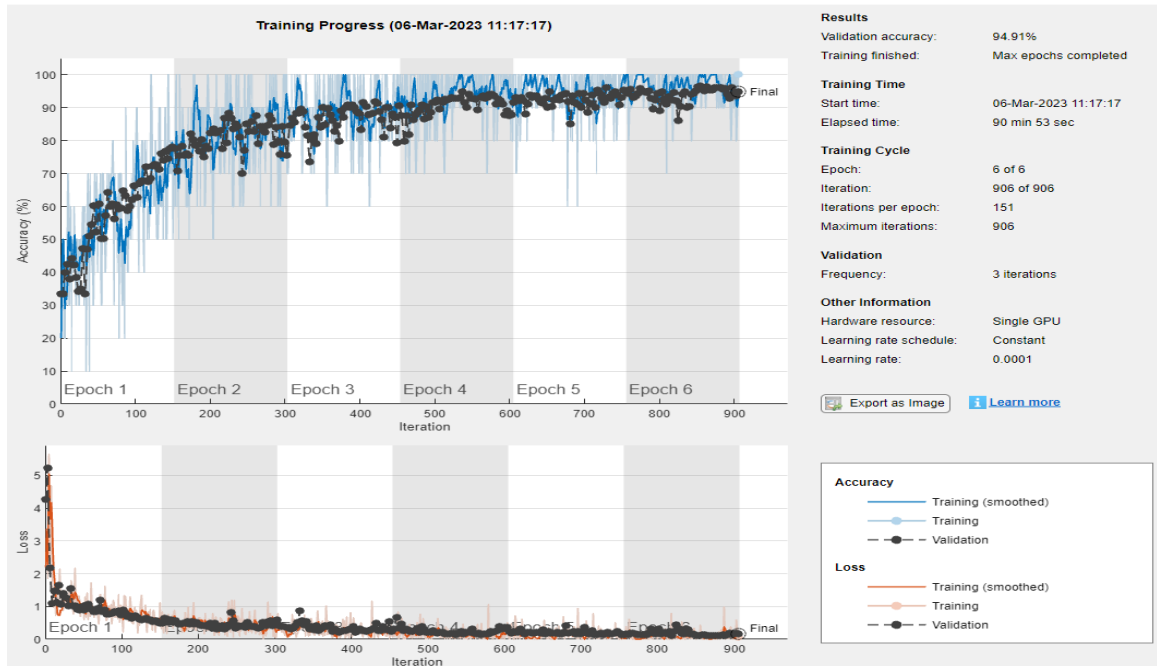 Training Progress (06-Mar-2023 11:17:17)
Accuracy (%)
100
90
80
70
60
50
40
30
20
10
0
Final
Epoch 1
Epoch 2
Epoch 3
Epoch 4
Epoch 5
Epoch 6
0 100 200 300 400 500 600 700 800 900
Iteration
Loss
5
4
3
2
1
0
Final
Epoch 1
0 100 200 300 400 500 600 700 800 900
Iteration
Results
Validation accuracy: 94.91%
Training finished: Max epochs completed
Training Time
Start time: 06-Mar-2023 11:17:17
Elapsed time: 90 min 53 sec
Training Cycle
Epoch: 6 of 6
Iteration: 906 of 906
Iterations per epoch: 151
Maximum iterations: 906
Validation
Frequency: 3 iterations
Other Information
Hardware resource: Single GPU
Learning rate schedule: Constant
Learning rate: 0.0001
Export as Image
i Learn more
Accuracy
Training (smoothed)
Training
Validation
Loss
Training (smoothed)
Training
Validation